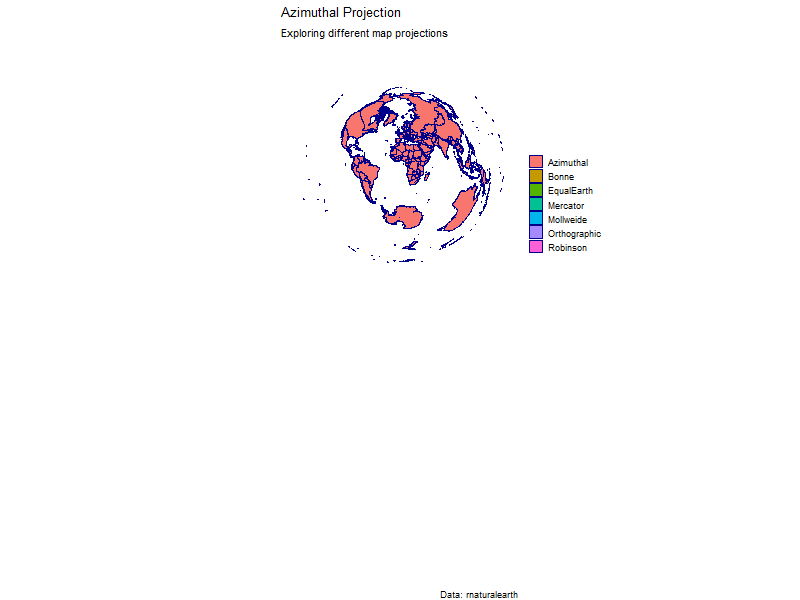 Azimuthal Projection
Exploring different map projections
Azimuthal
Bonne
EqualEarth
Mercator
Mollweide
Orthographic
Robinson
Data: rnaturalearth